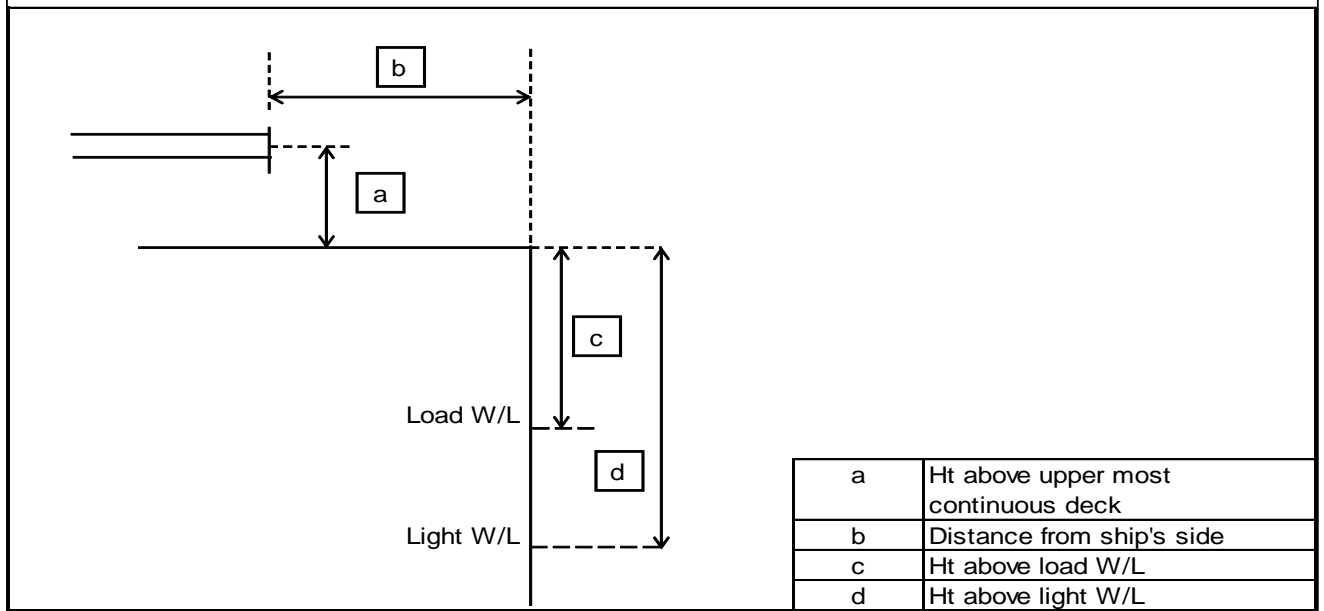 b
a
c
Load W/L
d
Light W/L
a Ht above upper most
continuous deck
b Distance from ship's side
c Ht above load W/L
d Ht above light W/L